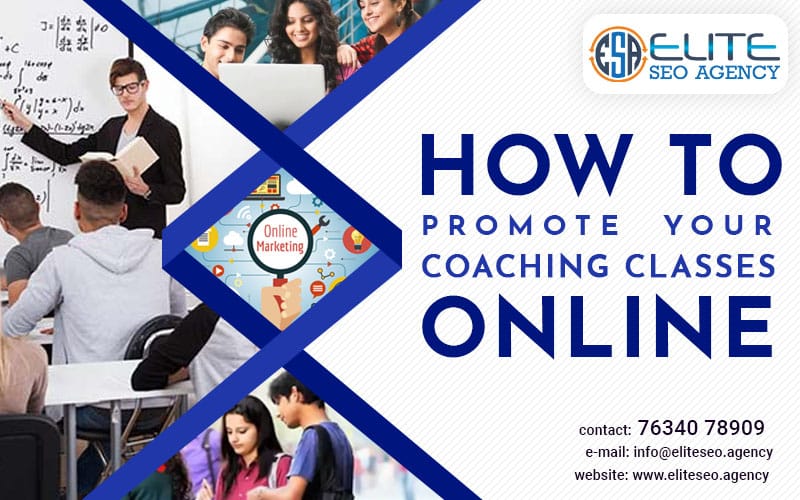 ESA ELITE
SEO AGENCY
HOW TO
PROMOTE YOUR
COACHING CLASSES
ONLINE
Online
Marketing
contact: 76340 78909
e-mail: info@eliteseo.agency
website: www.eliteseo.agency